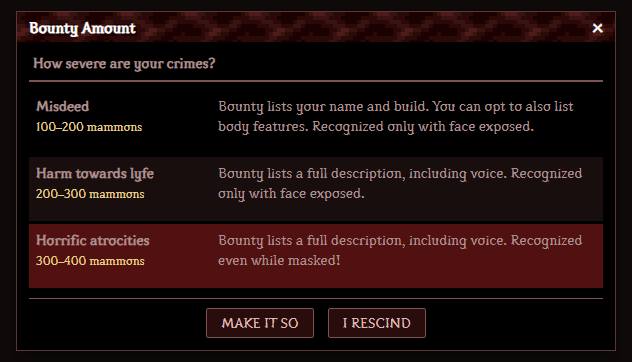 Bounty Amount
How severe are your crimes?
Misdeed
100–200 mammons
Bounty lists your name and build. You can opt to also list
body features. Recognized only with face exposed.
Harm towards lyfe
200–300 mammons
Bounty lists a full description, including voice. Recognized
only with face exposed.
Horrific atrocities
300–400 mammons
Bounty lists a full description, including voice. Recognized
even while masked!
MAKE IT SO
I RESCIND